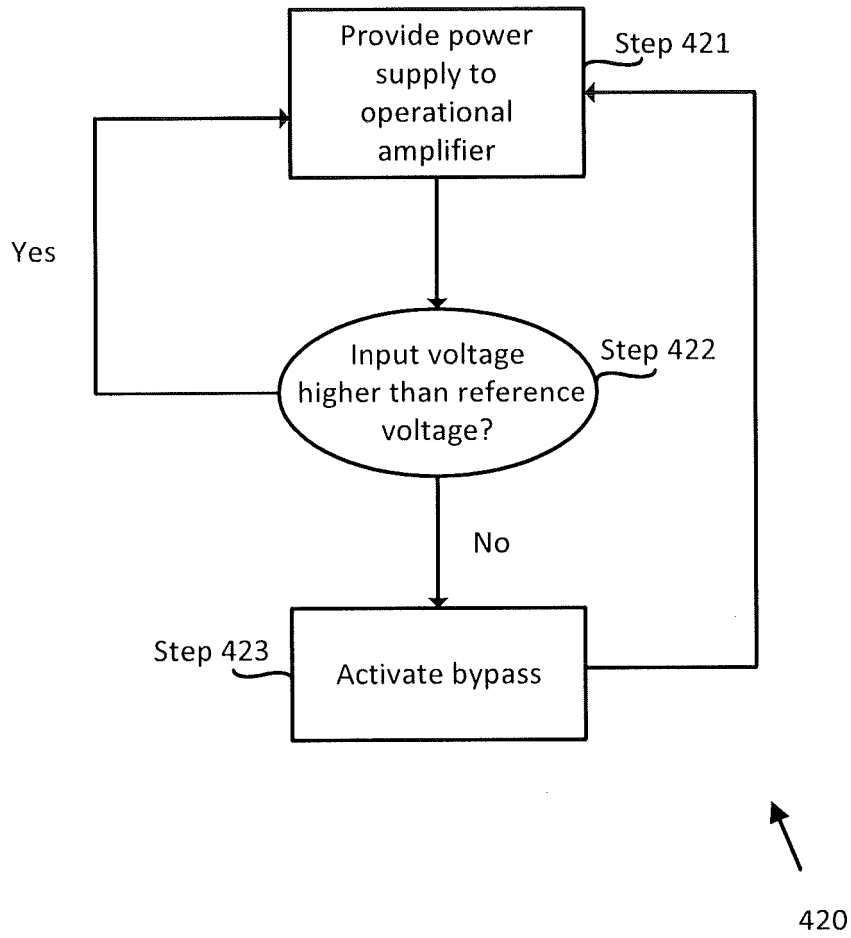 Provide power
supply to
operational
amplifier
Step 421
Yes
Input voltage
higher than reference
voltage?
Step 422
No
Step 423
Activate bypass
420